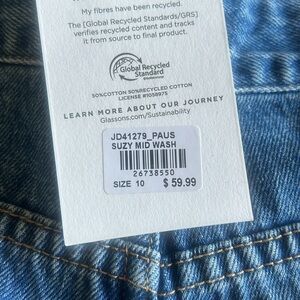 My fibres have been recycled.
The [Global Recycled Standards/GRS]
verifies recycled content and tracks
it from source to final product.
Global Recycled
Standard
50%COTTON 50%RECYCLED COTTON
LICENSE #1058975
LEARN MORE ABOUT OUR JOURNEY
Glassons.com/Sustainability
JD41279_PAUS
SUZY MID WASH
26738550
SIZE 10 $ 59.99